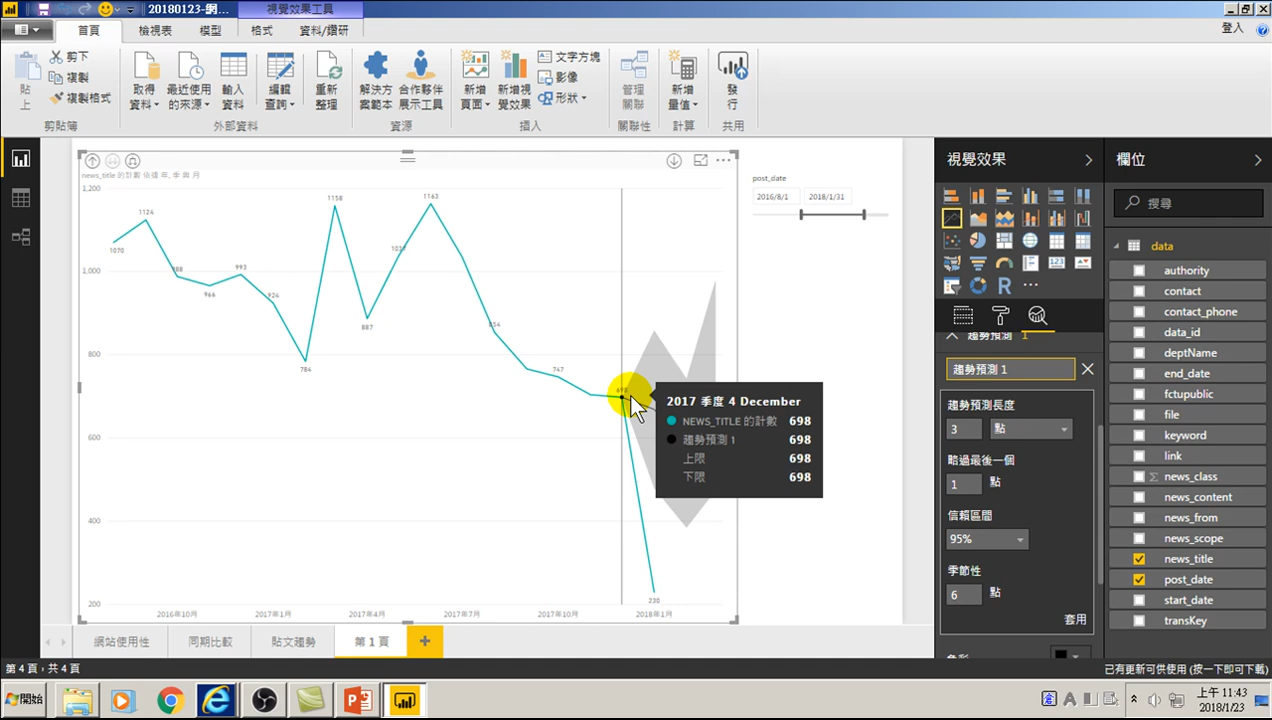 20180123-網...
視覺效果工具
首頁
檢視表
模型
格式
資料/鑽研
登入
貼上
剪下
複製
複製格式
取得資料
最近使用的來源
輸入資料
編輯查詢
重新整理
解決方案範本
合作夥伴展示工具
新增頁面
新增視覺效果
文字方塊
影像
形狀
管理關聯
新增量值
發行
剪貼簿
外部資料
資源
插入
關聯性
計算
共用
news_title 的計數 依據 年, 季 與 月
1,200
1,000
800
600
400
200
1070
1124
988
966
993
924
784
1158
887
1037
1163
854
747
698
230
2016年10月
2017年1月
2017年4月
2017年7月
2017年10月
2018年1月
2017 季度 4 December
NEWS_TITLE 的計數 698
趨勢預測 1 698
上限 698
下限 698
post_date
2016/8/1
2018/1/31
視覺效果
趨勢預測 1
趨勢預測 1
趨勢預測長度
3 點
略過最後一個
1 點
信賴區間
95%
季節性
6 點
套用
色彩
欄位
搜尋
data
authority
contact
contact_phone
data_id
deptName
end_date
fctupublic
file
keyword
link
Σ news_class
news_content
news_from
news_scope
news_title
post_date
start_date
transKey
網站使用性
同期比較
貼文趨勢
第 1 頁
第 4 頁，共 4 頁
已有更新可供使用 (按一下即可下載)
開始
上午 11:43
2018/1/23